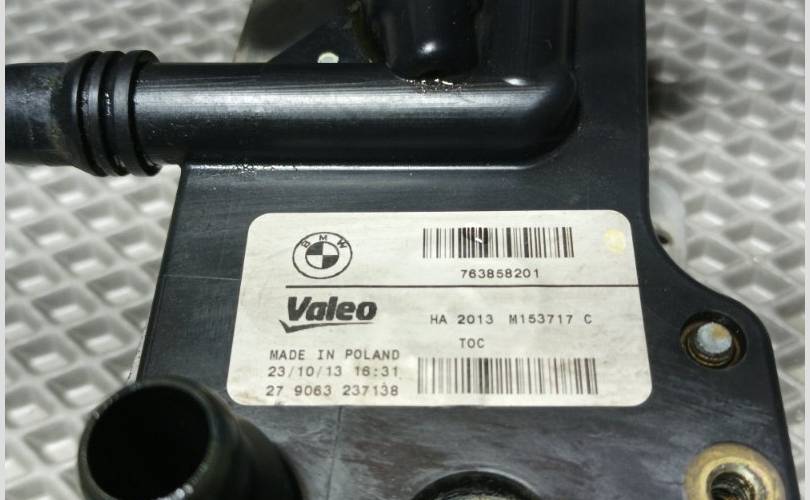 BMW
763858201
Valeo
HA 2013 M153717 C
TOC
MADE IN POLAND
23/10/13 16:31
27 9063 237138